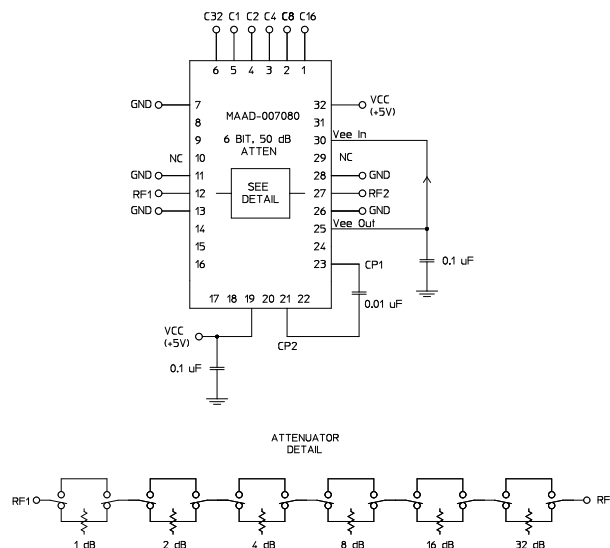 C32 C1 C2 C4 C8 C16
6 5 4 3 2 1
GND 7 32 VCC
(+5V)
8 MAAD-007080 31
9 6 BIT, 50 dB 30 Vee In
NC 10 ATTEN 29 NC
GND 11 28 GND
RF1 12 SEE 27 RF2
DETAIL
GND 13 26 GND
14 25 Vee Out
15 24
16 23 CP1
0.1 uF
0.01 uF
17 18 19 20 21 22
VCC
(+5V)
CP2
0.1 uF
ATTENUATOR
DETAIL
RF1 RF
1 dB 2 dB 4 dB 8 dB 16 dB 32 dB